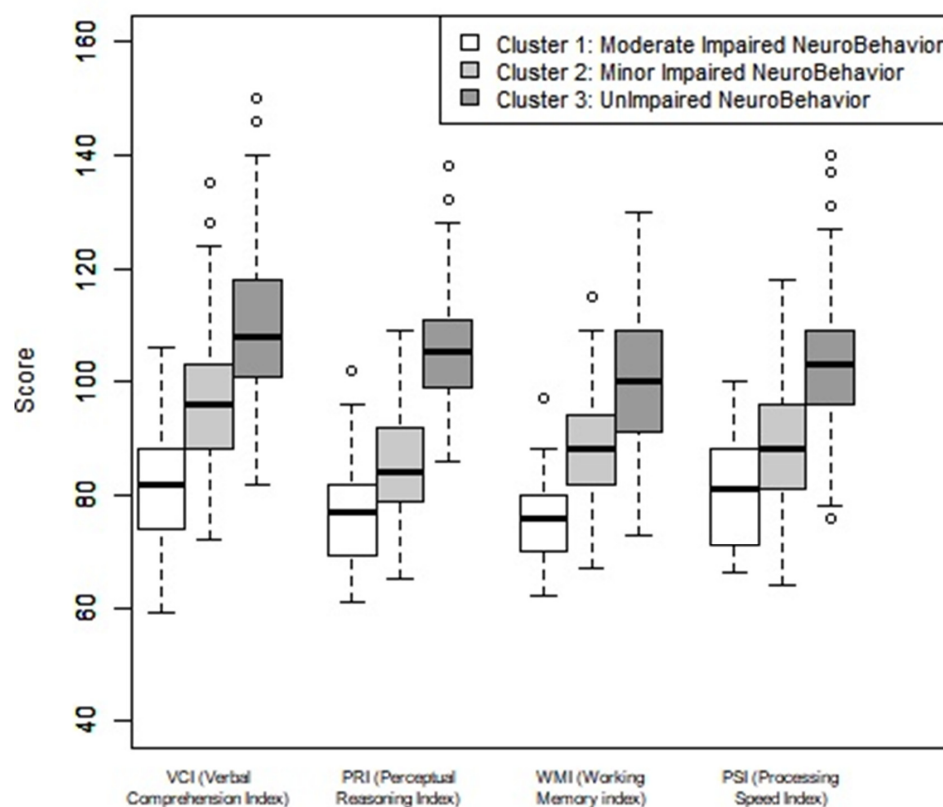 160
140
120
100
80
60
40
Score
Cluster 1: Moderate Impaired NeuroBehavior
Cluster 2: Minor Impaired NeuroBehavior
Cluster 3: UnImpaired NeuroBehavior
VCI (Verbal
Comprehension Index)
PRI (Perceptual
Reasoning Index)
WMI (Working
Memory index)
PSI (Processing
Speed Index)